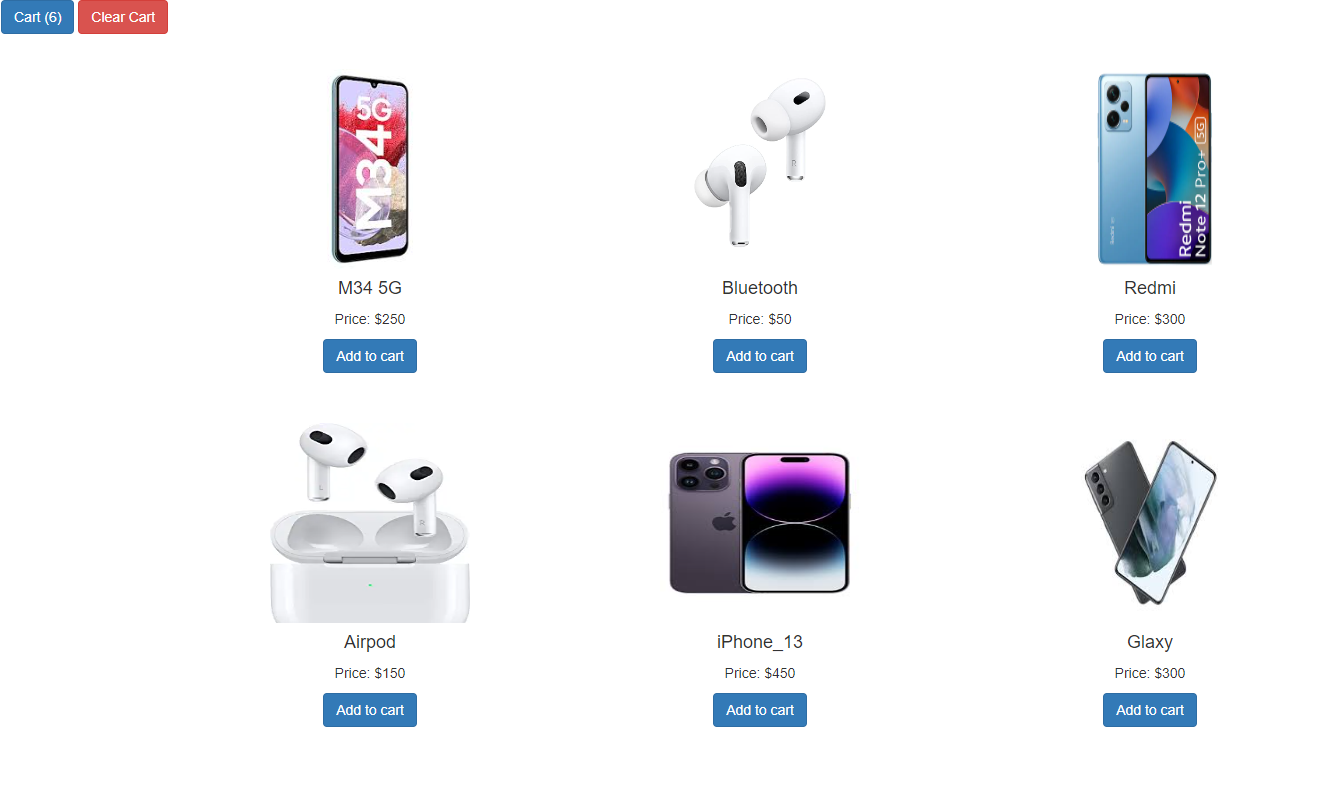 Cart (6) Clear Cart
5G
M34
Redmi
Note 12 Pro+ 5G
M34 5G
Bluetooth
Redmi
Price: $250
Price: $50
Price: $300
Add to cart
Add to cart
Add to cart
Airpod
iPhone_13
Glaxy
Price: $150
Price: $450
Price: $300
Add to cart
Add to cart
Add to cart